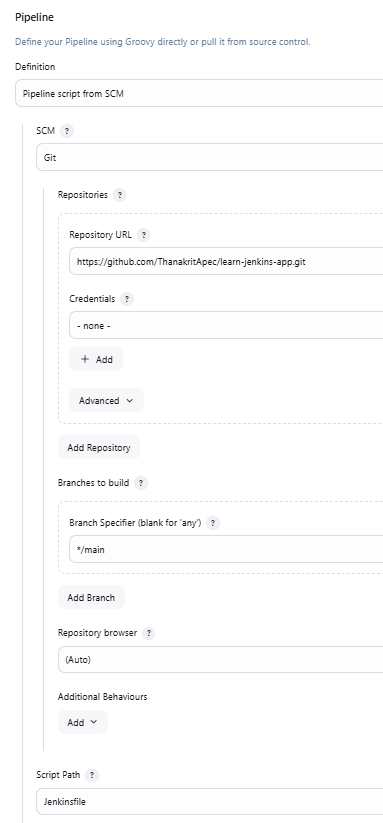 Pipeline
Define your Pipeline using Groovy directly or pull it from source control.
Definition
Pipeline script from SCM
SCM ?
Git
Repositories ?
Repository URL ?
https://github.com/ThanakritApec/learn-jenkins-app.git
Credentials ?
- none -
+ Add
Advanced
Add Repository
Branches to build ?
Branch Specifier (blank for 'any') ?
*/main
Add Branch
Repository browser ?
(Auto)
Additional Behaviours
Add
Script Path ?
Jenkinsfile